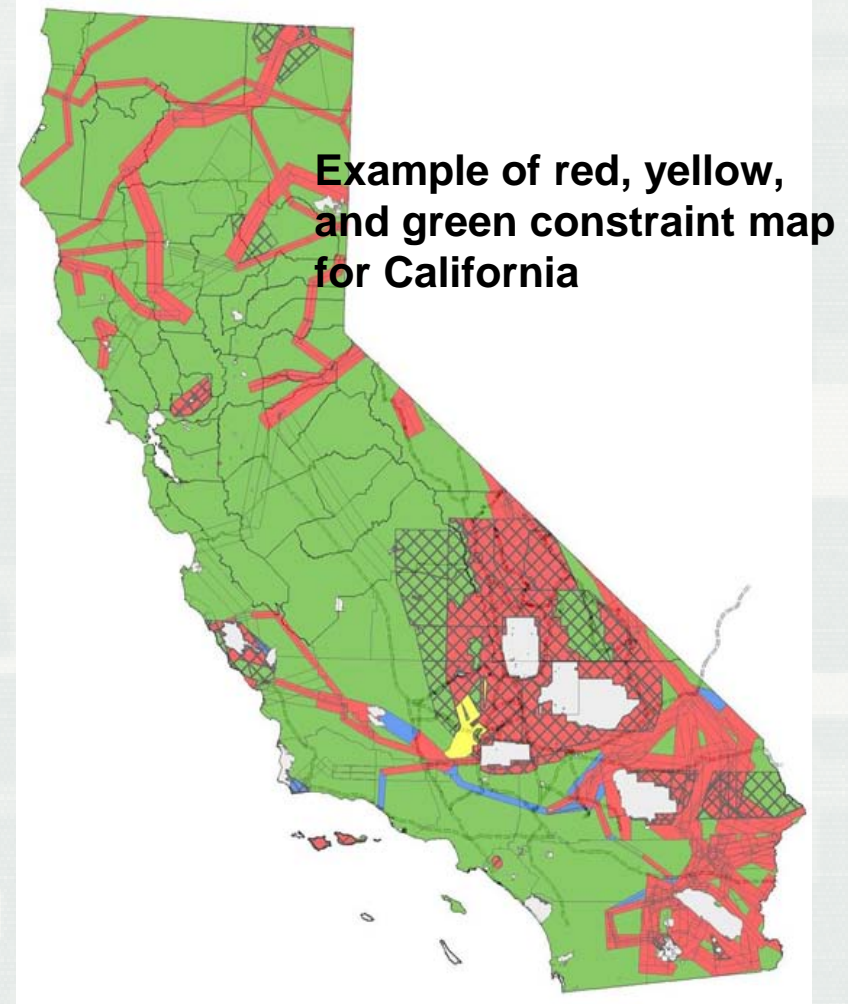 Example of red, yellow,
and green constraint map
for California